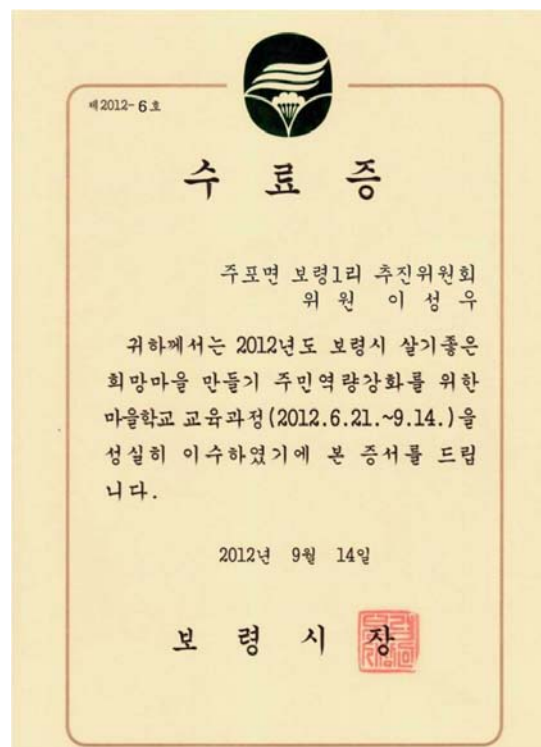 제2012- 6 호
수 료 증
주포면 보령1리 추진위원회
위 원 이 성 우
귀하께서는 2012년도 보령시 살기좋은
희망마을 만들기 주민역량강화를 위한
마을학교 교육과정(2012.6.21.~9.14.)을
성실히 이수하였기에 본 증서를 드립
니다.
2012년 9월 14일
보 령 시 장